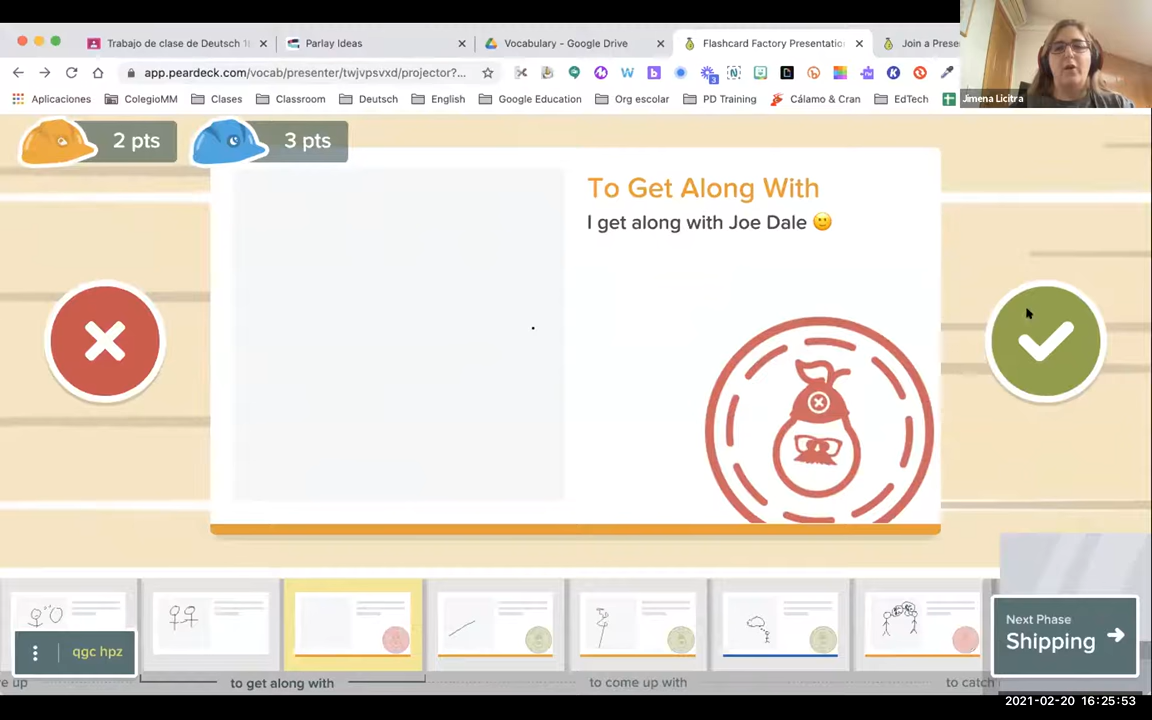 Trabajo de clase de Deutsch 1
Parlay Ideas
Vocabulary - Google Drive
Flashcard Factory Presentatio
Join a Prese
app.peardeck.com/vocab/presenter/twjvpsvxd/projector?...
Aplicaciones
ColegioMM
Clases
Classroom
Deutsch
English
Google Education
Org escolar
PD Training
Cálamo & Cran
EdTech
Jimena Licitra
2 pts
3 pts
To Get Along With
I get along with Joe Dale 🙂
Next Phase
Shipping
qgc hpz
e up
to get along with
to come up with
to catch
2021-02-20 16:25:53